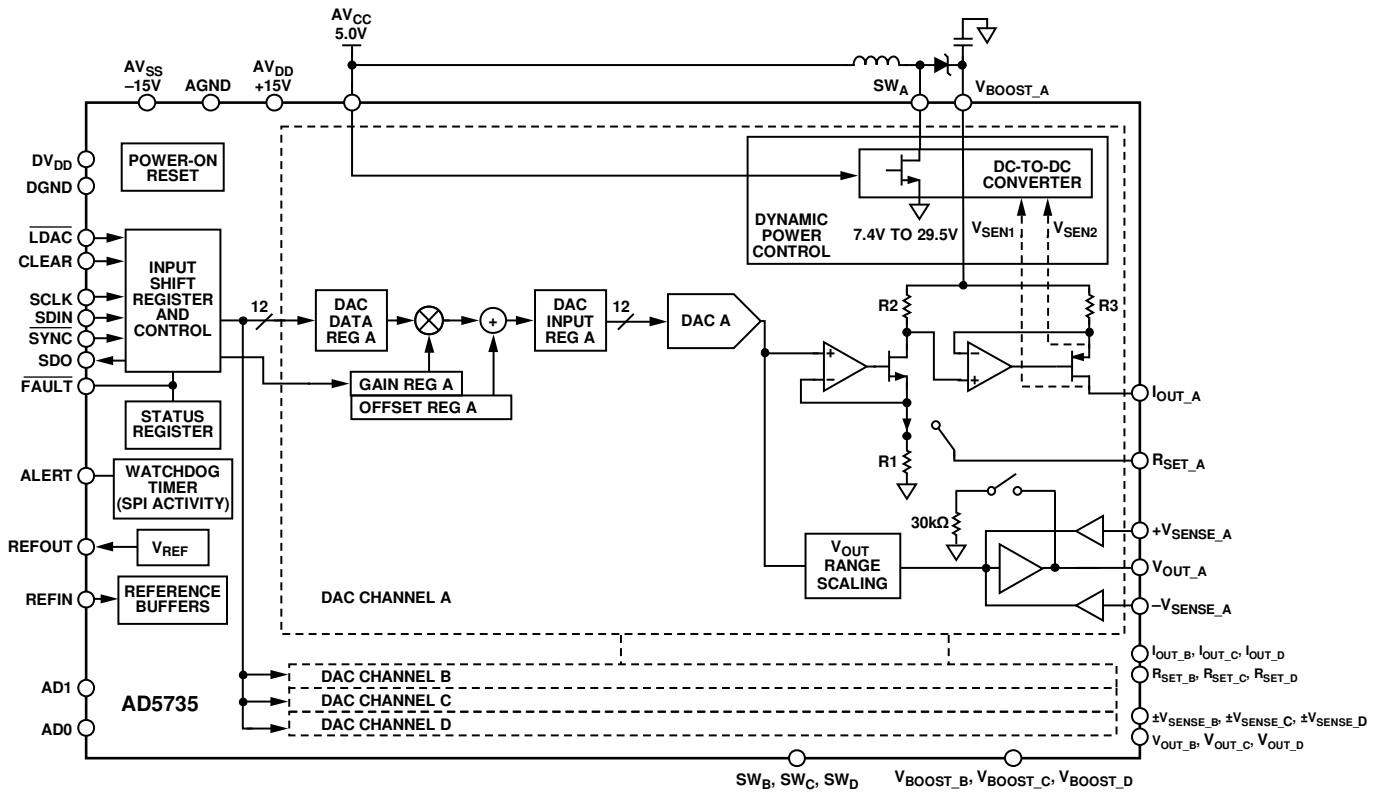 AVCC
5.0V
AVSS
–15V
AGND
AVDD
+15V
SWA
VBOOST_A
DVDD
DGND
POWER-ON
RESET
DC-TO-DC
CONVERTER
DYNAMIC
POWER
CONTROL
7.4V TO 29.5V
VSEN1
VSEN2
LDAC
CLEAR
SCLK
SDIN
SYNC
SDO
FAULT
INPUT
SHIFT
REGISTER
AND
CONTROL
12
DAC
DATA
REG A
DAC
INPUT
REG A
12
DAC A
R2
R3
GAIN REG A
OFFSET REG A
STATUS
REGISTER
IOUT_A
RSET_A
R1
ALERT
WATCHDOG
TIMER
(SPI ACTIVITY)
30kΩ
REFOUT
VREF
VOUT
RANGE
SCALING
+VSENSE_A
VOUT_A
–VSENSE_A
REFIN
REFERENCE
BUFFERS
DAC CHANNEL A
IOUT_B, IOUT_C, IOUT_D
RSET_B, RSET_C, RSET_D
DAC CHANNEL B
DAC CHANNEL C
DAC CHANNEL D
AD1
AD0
AD5735
±VSENSE_B, ±VSENSE_C, ±VSENSE_D
VOUT_B, VOUT_C, VOUT_D
SWB, SWC, SWD
VBOOST_B, VBOOST_C, VBOOST_D